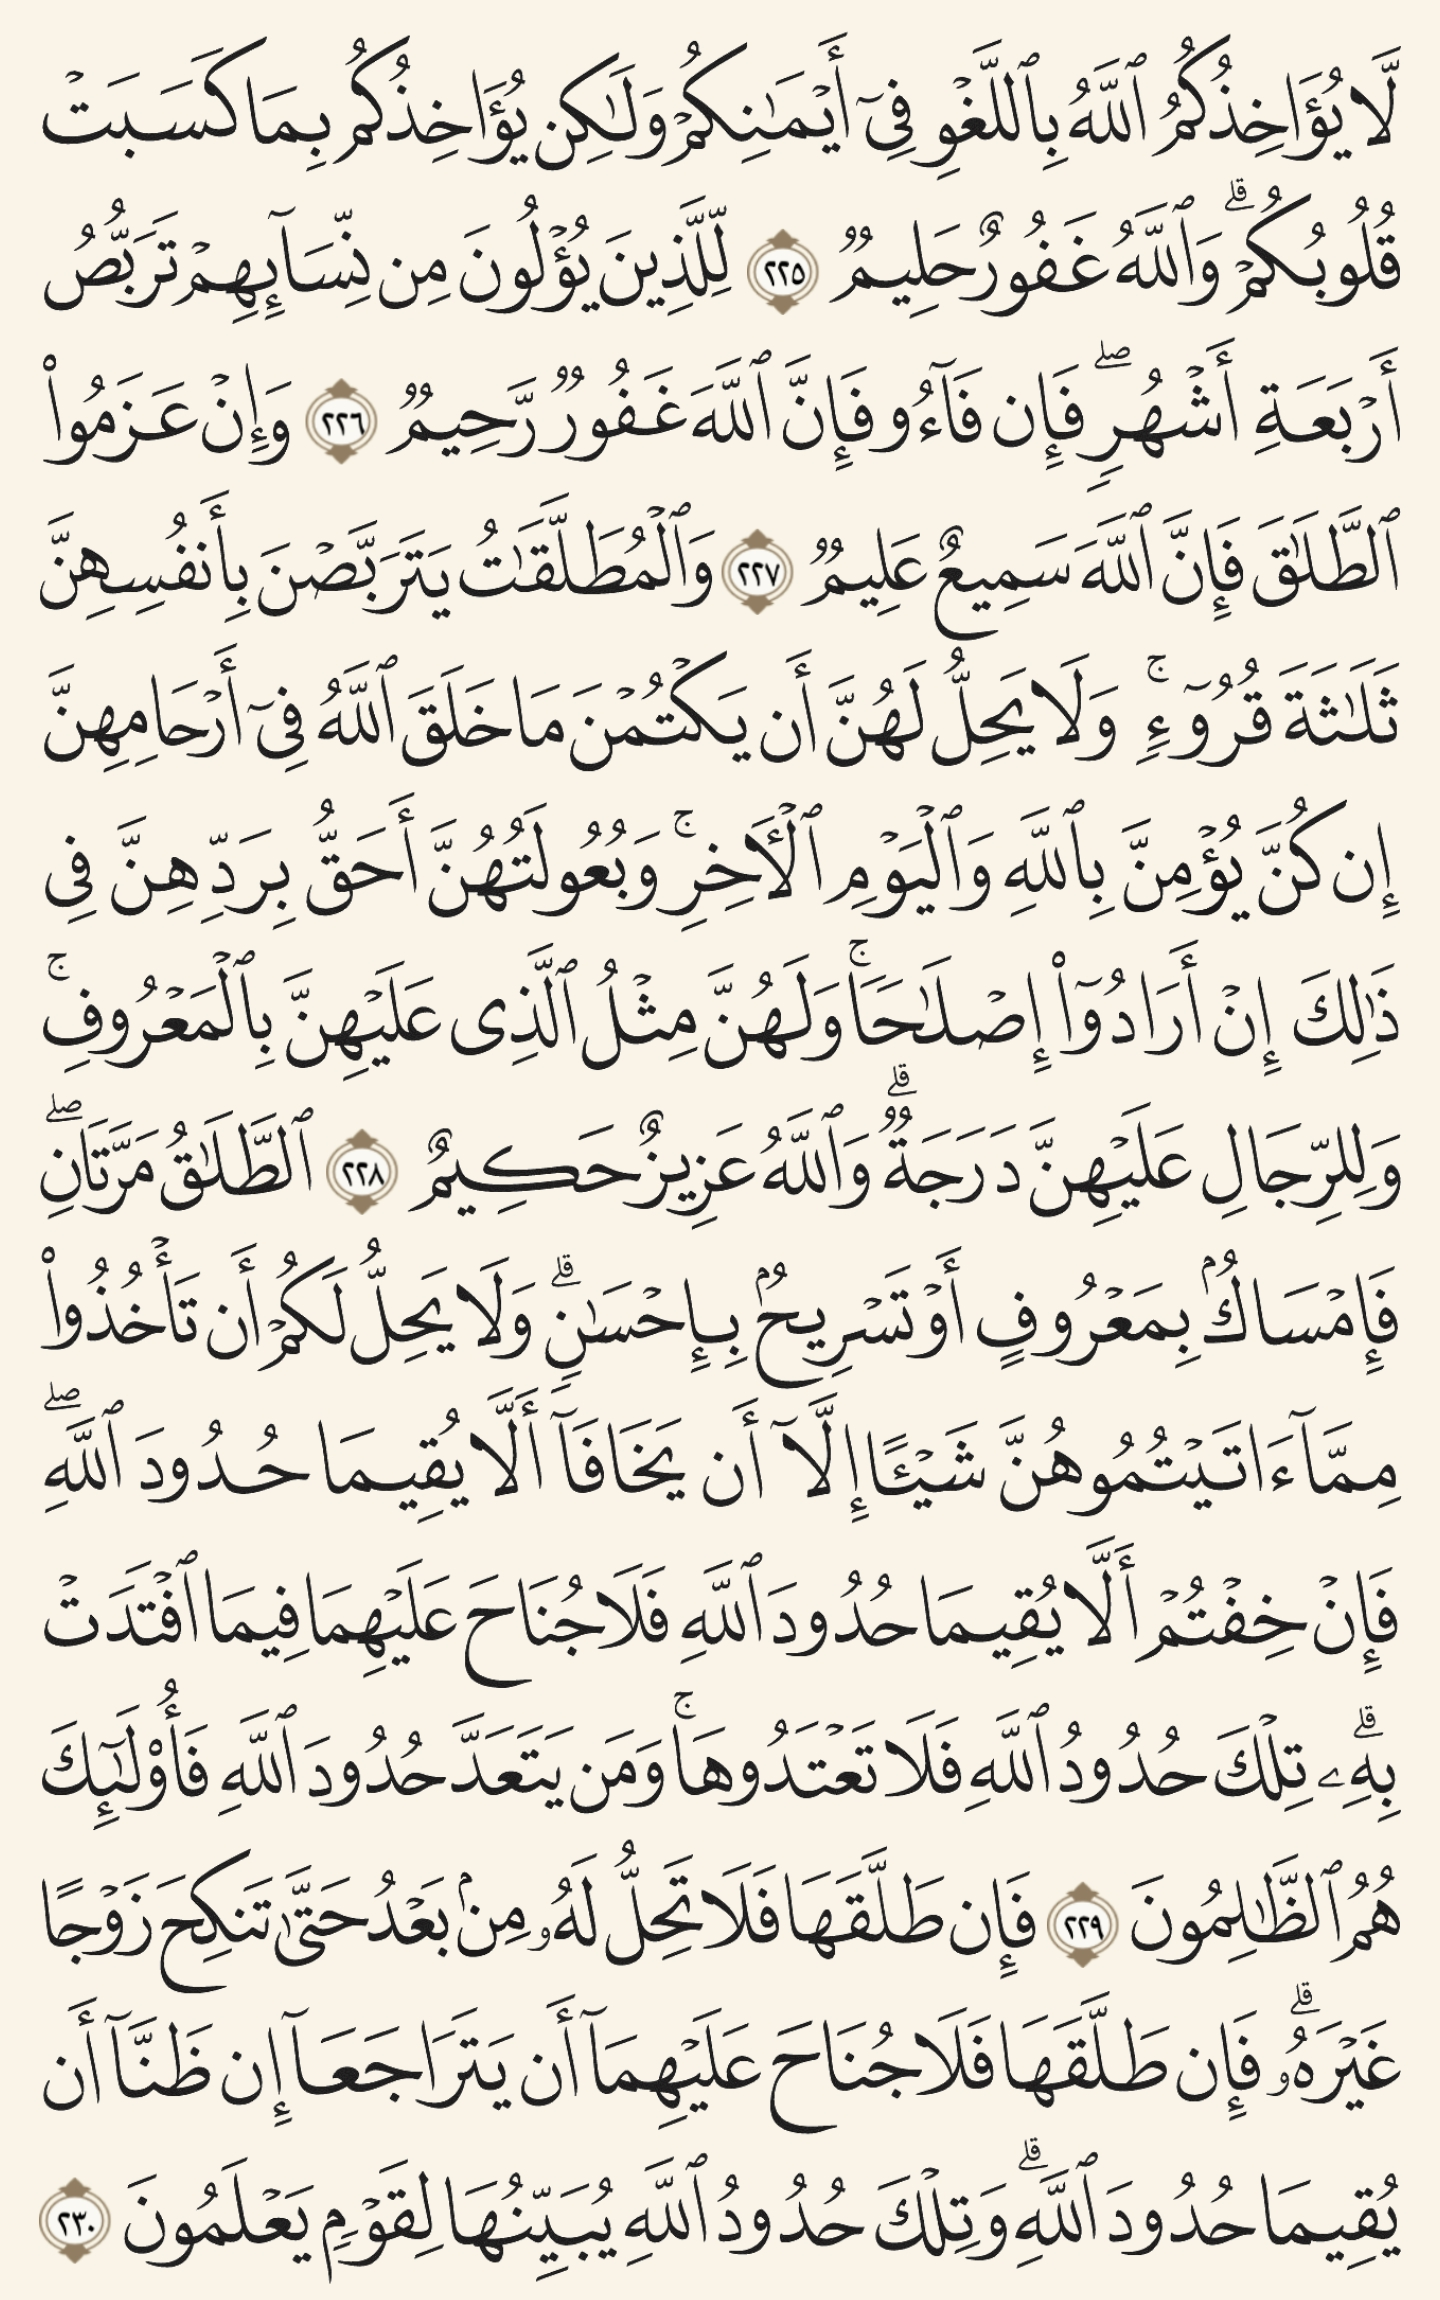 لَّا يُؤَاخِذُكُمُ ٱللَّهُ بِٱللَّغْوِ فِىٓ أَيْمَـٰنِكُمْ وَلَـٰكِن يُؤَاخِذُكُم بِمَا كَسَبَتْ
قُلُوبُكُمْ ۗ وَٱللَّهُ غَفُورٌ حَلِيمٌ ٢٢٥ لِّلَّذِينَ يُؤْلُونَ مِن نِّسَآئِهِمْ تَرَبُّصُ
أَرْبَعَةِ أَشْهُرٍ ۖ فَإِن فَآءُو فَإِنَّ ٱللَّهَ غَفُورٌ رَّحِيمٌ ٢٢٦ وَإِنْ عَزَمُوا۟
ٱلطَّلَـٰقَ فَإِنَّ ٱللَّهَ سَمِيعٌ عَلِيمٌ ٢٢٧ وَٱلْمُطَلَّقَـٰتُ يَتَرَبَّصْنَ بِأَنفُسِهِنَّ
ثَلَـٰثَةَ قُرُوٓءٍ ۚ وَلَا يَحِلُّ لَهُنَّ أَن يَكْتُمْنَ مَا خَلَقَ ٱللَّهُ فِىٓ أَرْحَامِهِنَّ
إِن كُنَّ يُؤْمِنَّ بِٱللَّهِ وَٱلْيَوْمِ ٱلْـَٔاخِرِ ۚ وَبُعُولَتُهُنَّ أَحَقُّ بِرَدِّهِنَّ فِى
ذَٰلِكَ إِنْ أَرَادُوٓا۟ إِصْلَـٰحًا ۚ وَلَهُنَّ مِثْلُ ٱلَّذِى عَلَيْهِنَّ بِٱلْمَعْرُوفِ ۚ
وَلِلرِّجَالِ عَلَيْهِنَّ دَرَجَةٌ ۗ وَٱللَّهُ عَزِيزٌ حَكِيمٌ ٢٢٨ ٱلطَّلَـٰقُ مَرَّتَانِ ۖ
فَإِمْسَاكٌۢ بِمَعْرُوفٍ أَوْ تَسْرِيحٌۢ بِإِحْسَـٰنٍ ۗ وَلَا يَحِلُّ لَكُمْ أَن تَأْخُذُوا۟
مِمَّآ ءَاتَيْتُمُوهُنَّ شَيْـًٔا إِلَّآ أَن يَخَافَآ أَلَّا يُقِيمَا حُدُودَ ٱللَّهِ ۖ
فَإِنْ خِفْتُمْ أَلَّا يُقِيمَا حُدُودَ ٱللَّهِ فَلَا جُنَاحَ عَلَيْهِمَا فِيمَا ٱفْتَدَتْ
بِهِۦ ۗ تِلْكَ حُدُودُ ٱللَّهِ فَلَا تَعْتَدُوهَا ۚ وَمَن يَتَعَدَّ حُدُودَ ٱللَّهِ فَأُو۟لَـٰٓئِكَ
هُمُ ٱلظَّـٰلِمُونَ ٢٢٩ فَإِن طَلَّقَهَا فَلَا تَحِلُّ لَهُۥ مِنۢ بَعْدُ حَتَّىٰ تَنكِحَ زَوْجًا
غَيْرَهُۥ ۗ فَإِن طَلَّقَهَا فَلَا جُنَاحَ عَلَيْهِمَآ أَن يَتَرَاجَعَآ إِن ظَنَّآ أَن
يُقِيمَا حُدُودَ ٱللَّهِ ۗ وَتِلْكَ حُدُودُ ٱللَّهِ يُبَيِّنُهَا لِقَوْمٍ يَعْلَمُونَ ٢٣٠